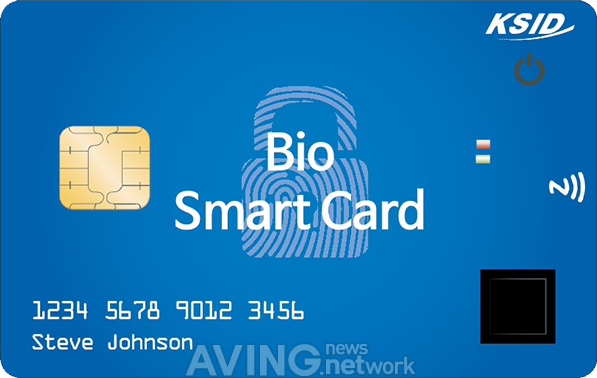 KSID
Bio
Smart Card
1234 5678 9012 3456
Steve Johnson
AVING news
.network